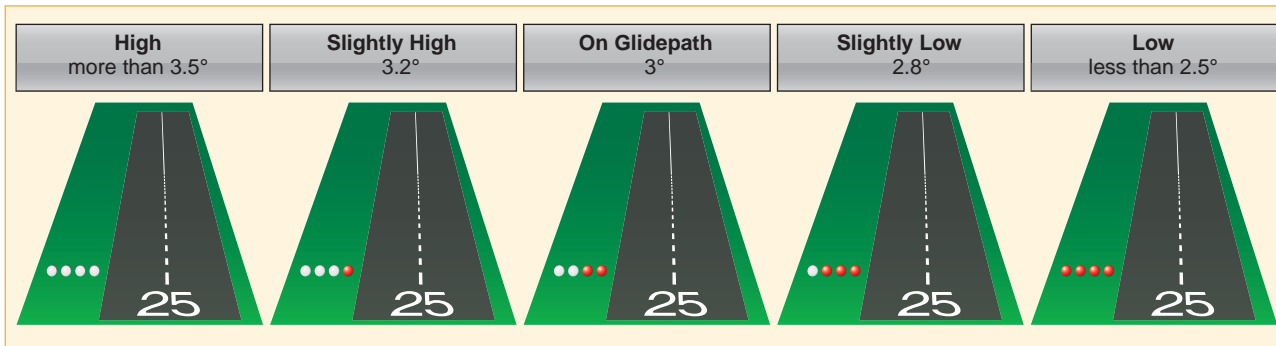 High
more than 3.5°
Slightly High
3.2°
On Glidepath
3°
Slightly Low
2.8°
Low
less than 2.5°
25
25
25
25
25